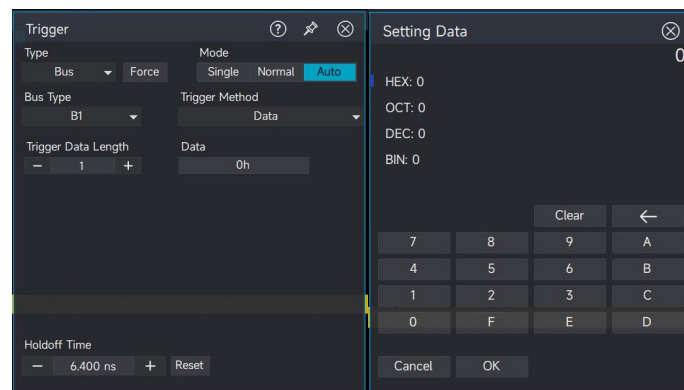 Trigger
Type
Mode
Bus
Force
Single Normal Auto
Bus Type
Trigger Method
B1
Data
Trigger Data Length
Data
− 1 +
0h
Holdoff Time
− 6.400 ns + Reset
Setting Data
0
HEX: 0
OCT: 0
DEC: 0
BIN: 0
Clear ←
7 8 9 A
4 5 6 B
1 2 3 C
0 F E D
Cancel OK